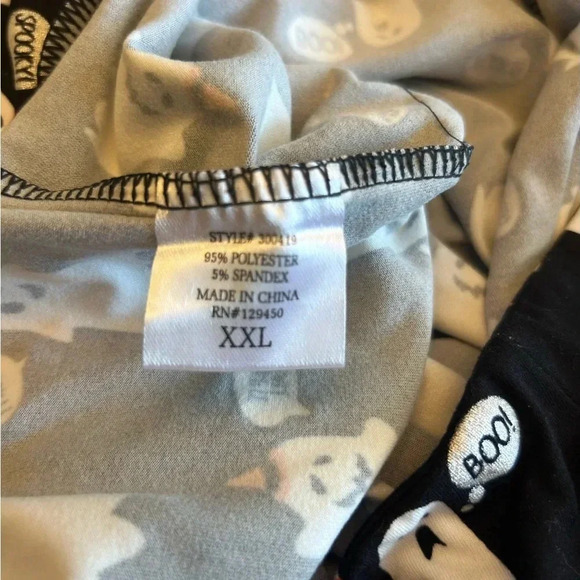 SPOOKY!
STYLE# 300419
95% POLYESTER
5% SPANDEX
MADE IN CHINA
RN#129450
XXL
BOO!